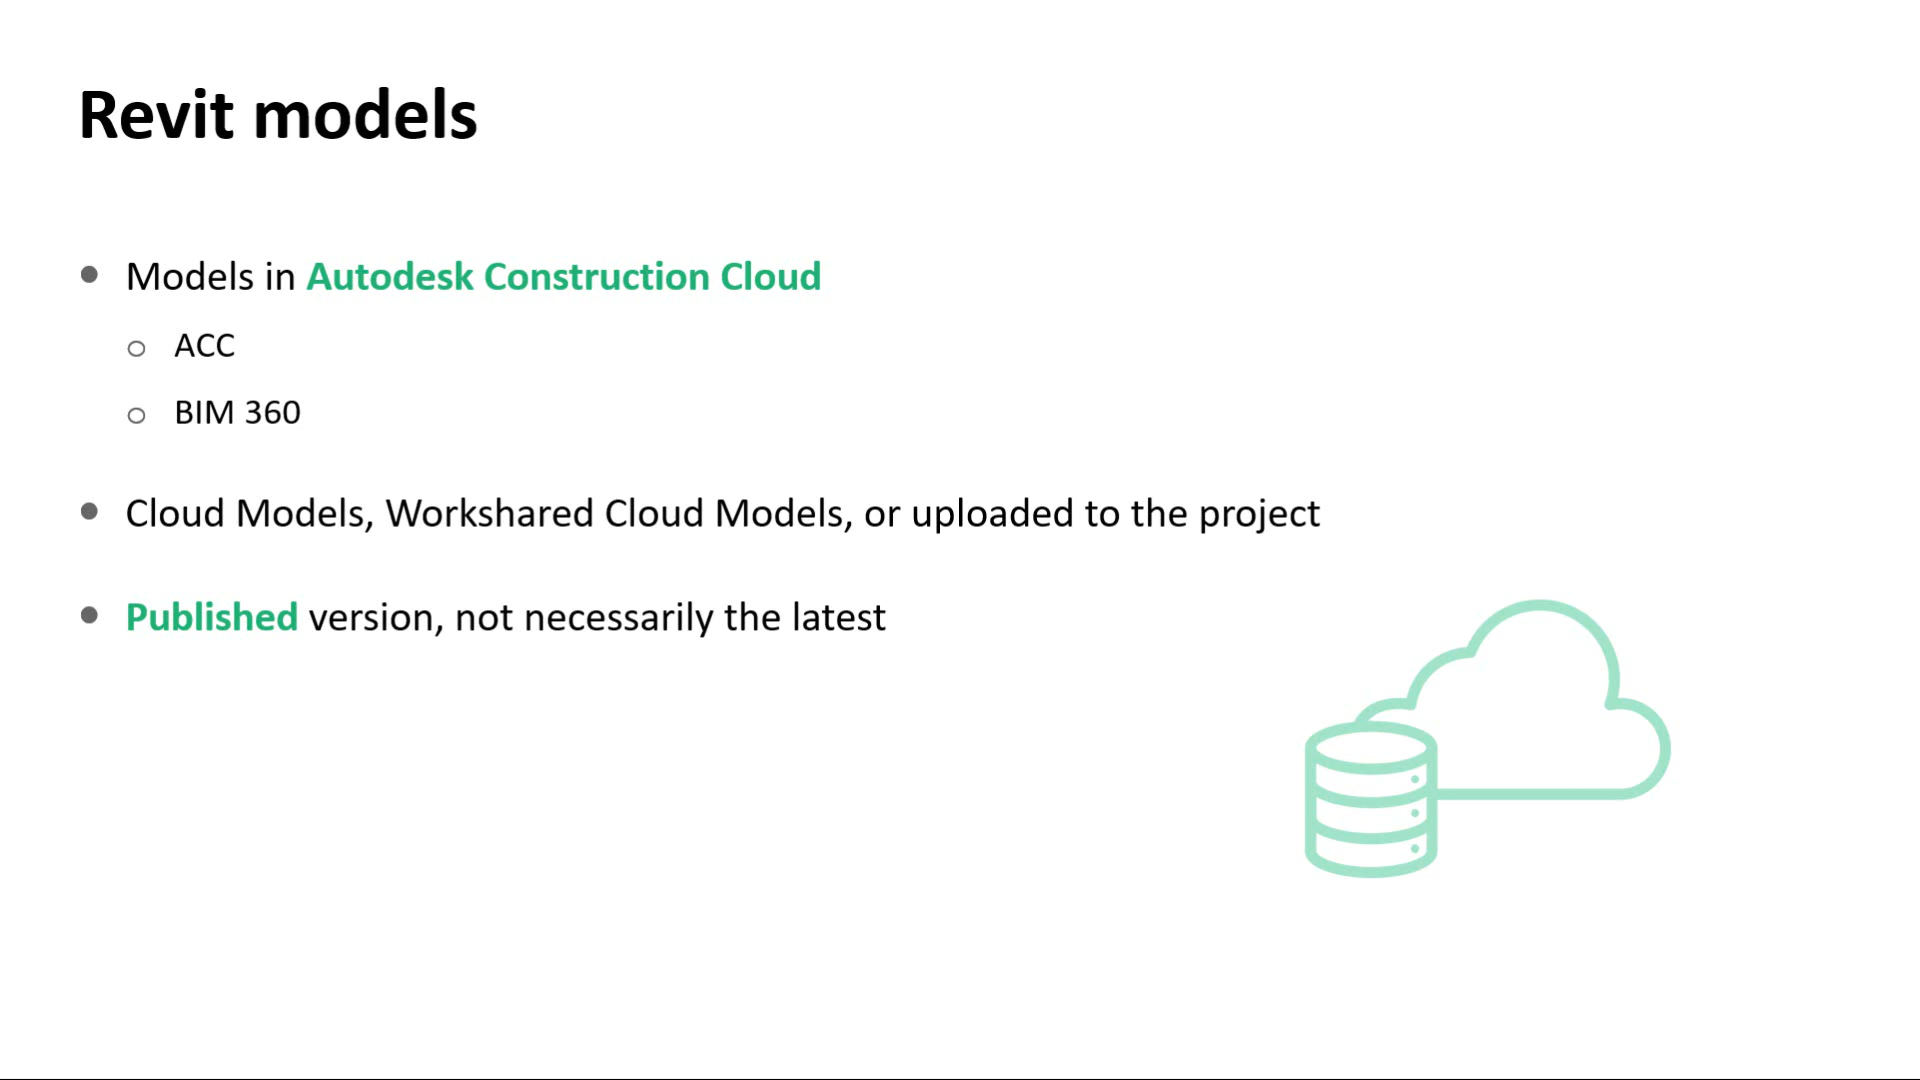 Revit models
Models in Autodesk Construction Cloud
ACC
BIM 360
Cloud Models, Workshared Cloud Models, or uploaded to the project
Published version, not necessarily the latest